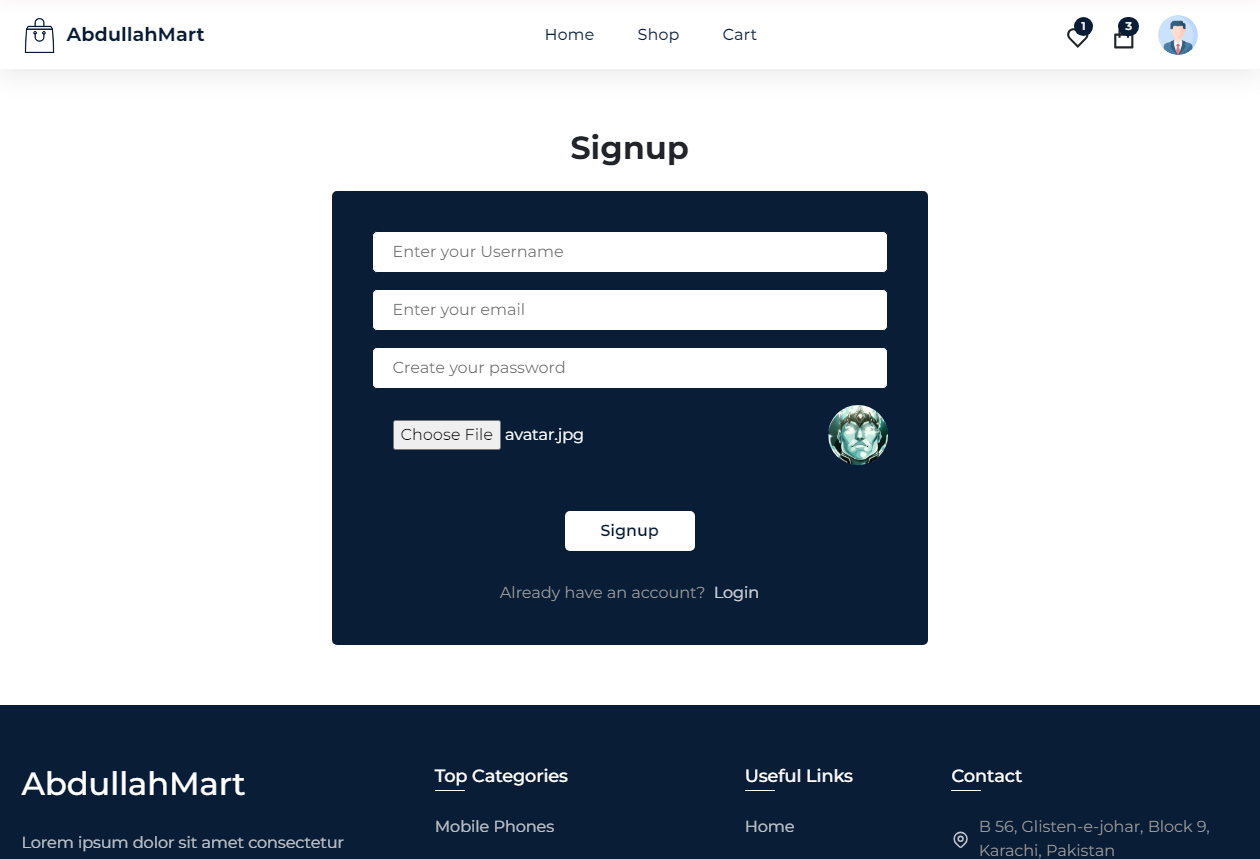 AbdullahMart
Home
Shop
Cart
1
3
Signup
Enter your Username
Enter your email
Create your password
Choose File avatar.jpg
Signup
Already have an account? Login
AbdullahMart
Lorem ipsum dolor sit amet consectetur
Top Categories
Mobile Phones
Useful Links
Home
Contact
B 56, Glisten-e-johar, Block 9,
Karachi, Pakistan